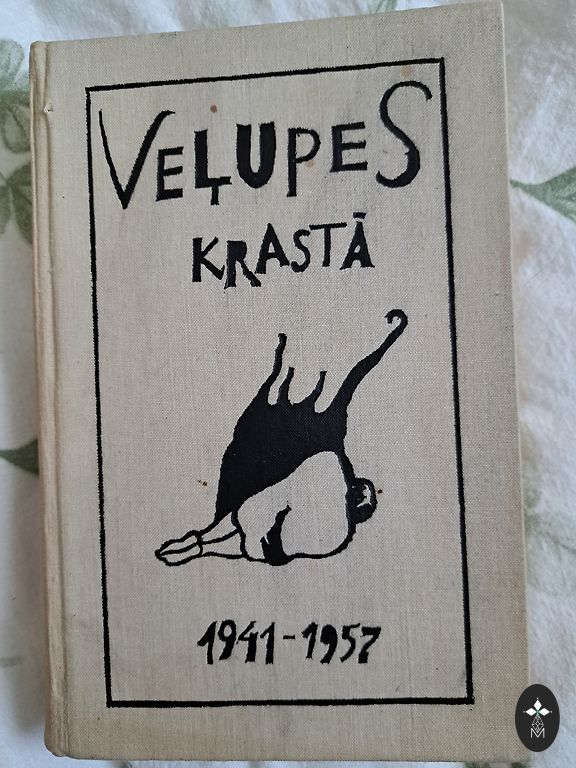 VEĻUPES
KRASTĀ
1941-1957
M